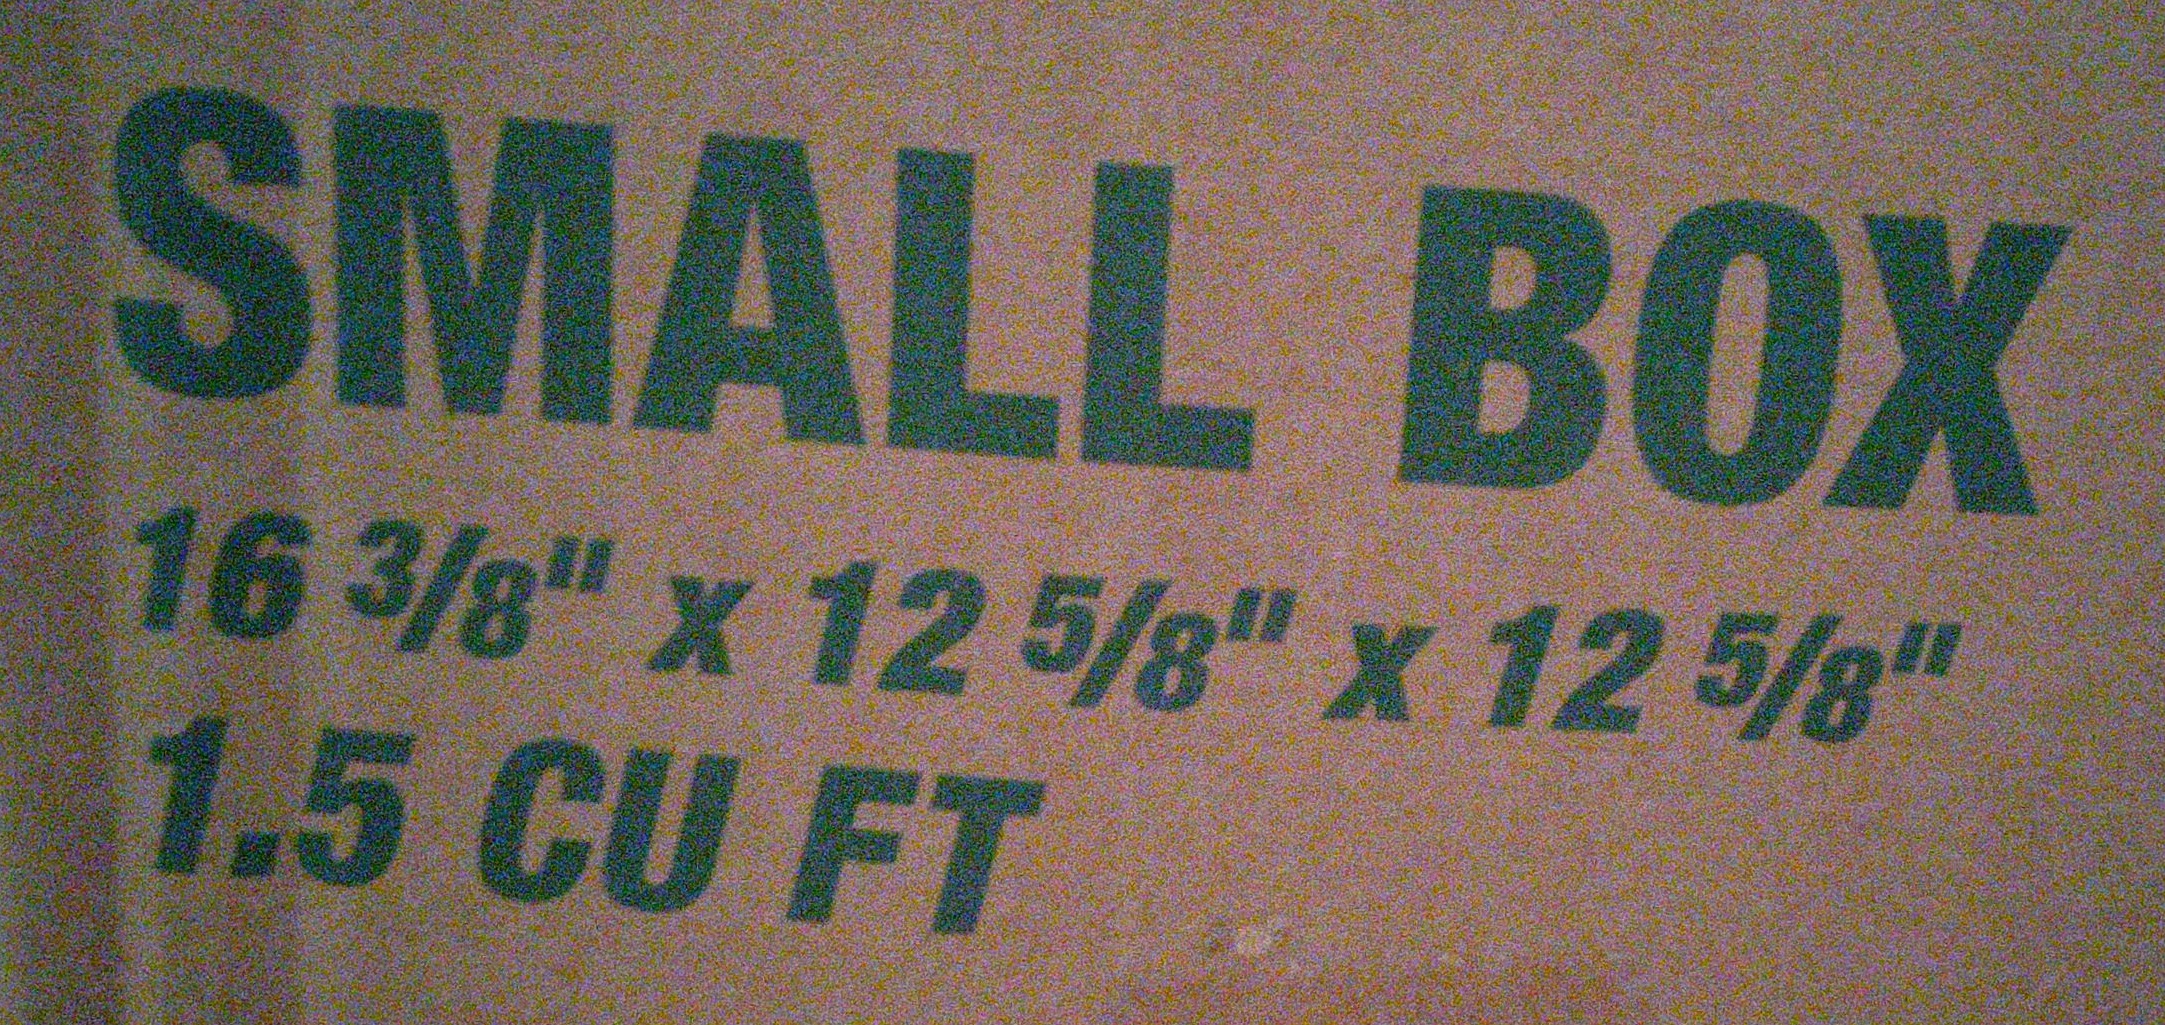 SMALL BOX
16 3/8" x 12 5/8" x 12 5/8"
1.5 CU FT